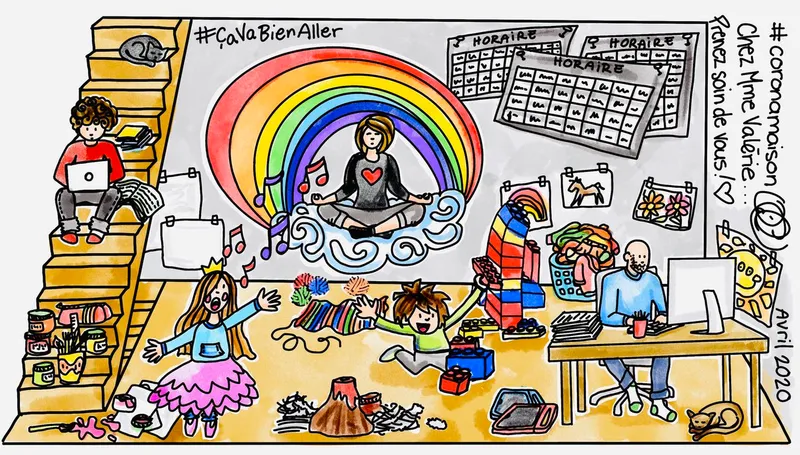 #ÇaVaBienAller
HORAIRE
HORAIRE
HORAIRE
#coronamaison
Chez Mme Valérie...
Prenez soin de vous!
Avril 2020